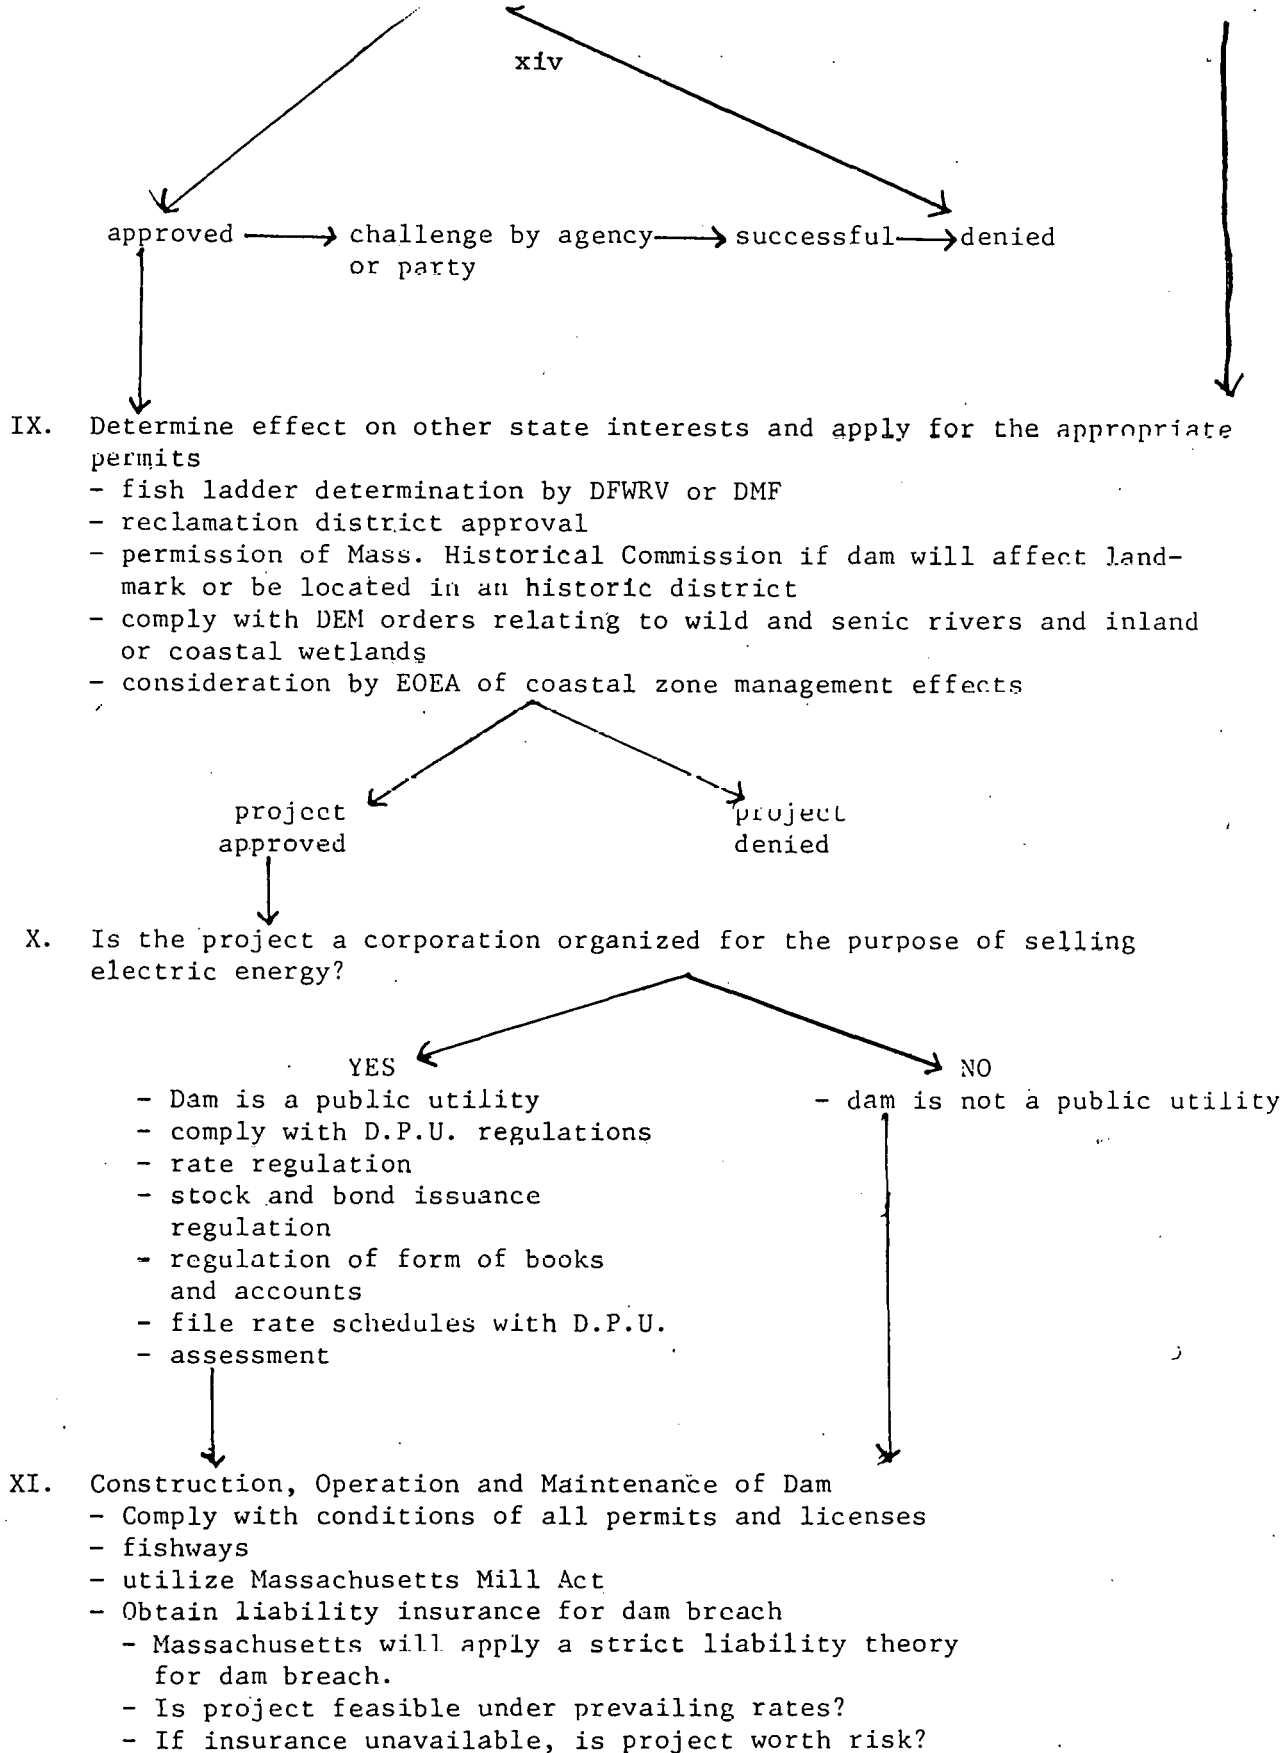 xiv
approved challenge by agency successful denied
or party
IX. Determine effect on other state interests and apply for the appropriate
permits
- fish ladder determination by DFWRV or DMF
- reclamation district approval
- permission of Mass. Historical Commission if dam will affect land-
mark or be located in an historic district
- comply with DEM orders relating to wild and senic rivers and inland
or coastal wetlands
- consideration by EOEA of coastal zone management effects
project project
approved denied
X. Is the project a corporation organized for the purpose of selling
electric energy?
YES NO
- Dam is a public utility - dam is not a public utility
- comply with D.P.U. regulations
- rate regulation
- stock and bond issuance
regulation
- regulation of form of books
and accounts
- file rate schedules with D.P.U.
- assessment
XI. Construction, Operation and Maintenance of Dam
- Comply with conditions of all permits and licenses
- fishways
- utilize Massachusetts Mill Act
- Obtain liability insurance for dam breach
- Massachusetts will apply a strict liability theory
for dam breach.
- Is project feasible under prevailing rates?
- If insurance unavailable, is project worth risk?